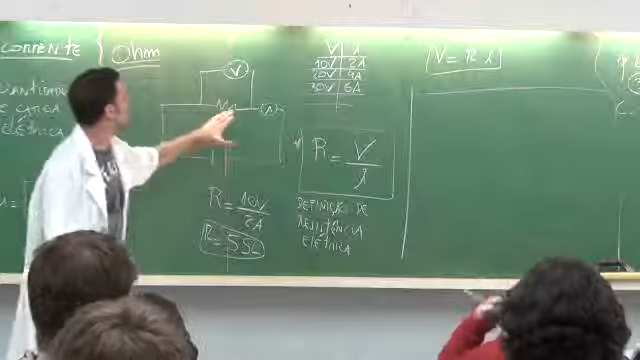 CORRENTE
Ohm
QUANTIDADE
DE CARGA
ELÉTRICA
V
A
V | i
10V | 2A
20V | 4A
30V | 6A
R = V/i
R = 10V/2A
R = 5Ω
DEFINIÇÃO DE
RESISTÊNCIA
ELÉTRICA
V = R i